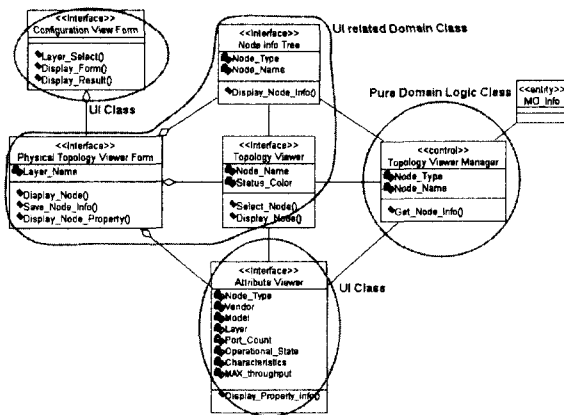 <<Interface>>
Configuration View Form
Layer_Select()
Display_Form()
Display_Result()
UI Class
<<Interface>>
Node Info Tree
Node_Type
Node_Name
Display_Node_Info()
UI related Domain Class
Pure Domain Logic Class
<<entity>>
MO_Info
<<Interface>>
Physical Topology Viewer Form
Layer_Name
Display_Node()
Save_Node_Info()
Display_Node_Property()
<<Interface>>
Topology Viewer
Node_Name
Status_Color
Select_Node()
Display_Node()
<<control>>
Topology Viewer Manager
Node_Type
Node_Name
Get_Node_Info()
<<Interface>>
Attribute Viewer
Node_Type
Vendor
Model
Layer
Port_Count
Operational_State
Characteristics
MAX_throughput
Display_Property_Info()
UI Class